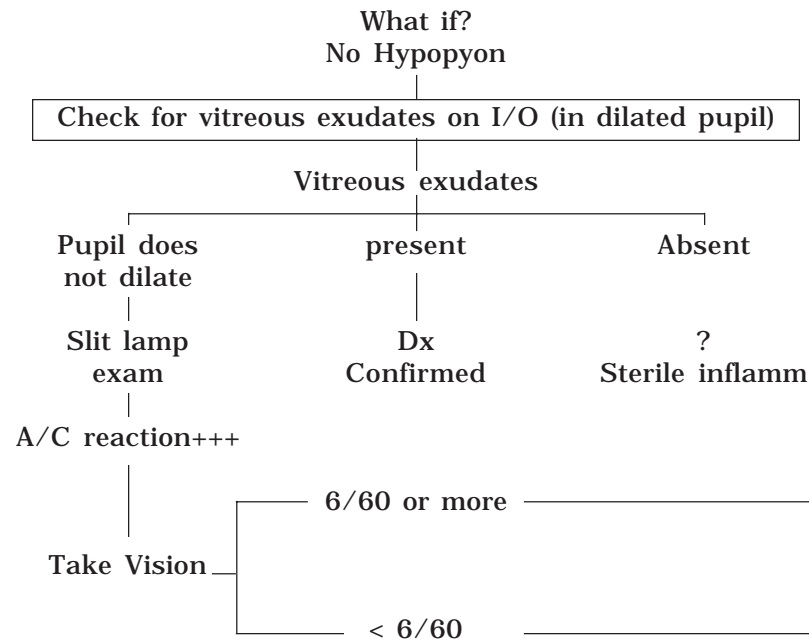 What if?
No Hypopyon
Check for vitreous exudates on I/O (in dilated pupil)
Vitreous exudates
Pupil does
not dilate
present
Absent
Slit lamp
exam
Dx
Confirmed
?
Sterile inflamm
A/C reaction+++
6/60 or more
Take Vision
< 6/60